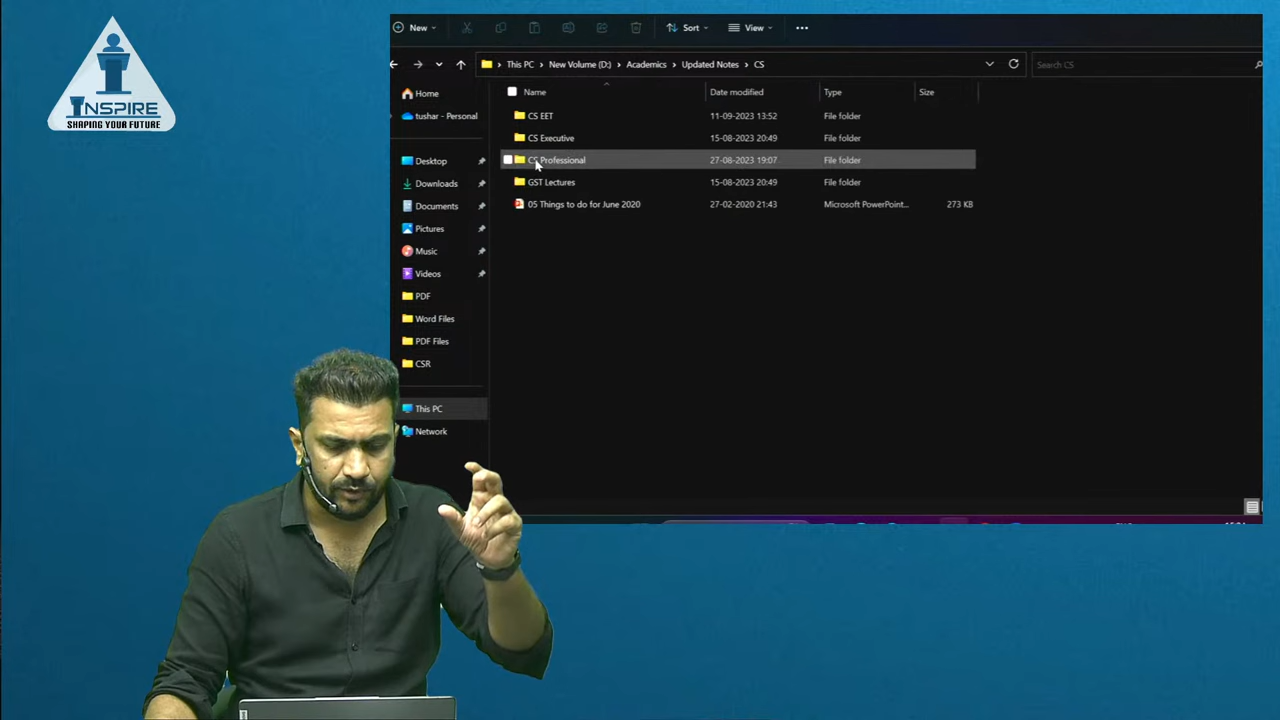 INSPIRE
SHAPING YOUR FUTURE
New
Sort
View
This PC > New Volume (D:) > Academics > Updated Notes > CS
Search CS
Name Date modified Type Size
Home
tushar - Personal
Desktop
Downloads
Documents
Pictures
Music
Videos
PDF
Word Files
PDF Files
CSR
This PC
Network
CS EET 11-09-2023 13:52 File folder
CS Executive 15-08-2023 20:49 File folder
CS Professional 27-08-2023 19:07 File folder
GST Lectures 15-08-2023 20:49 File folder
05 Things to do for June 2020 27-02-2020 21:43 Microsoft PowerPoint... 273 KB